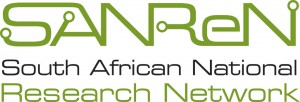 SANReN
South African National
Research Network